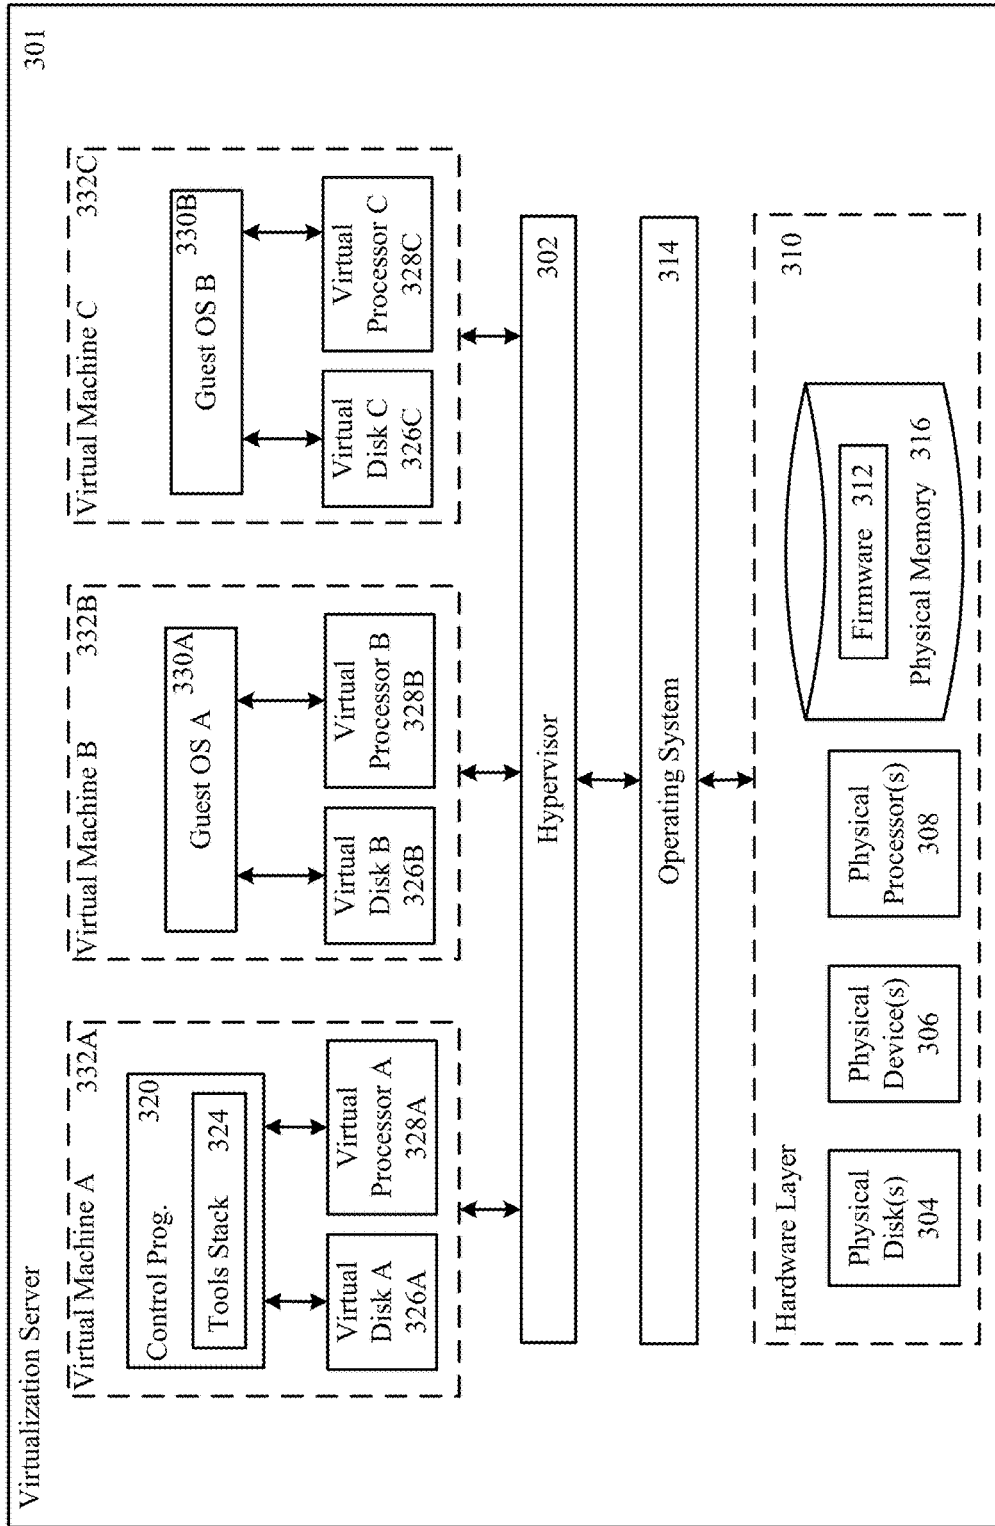 Virtualization Server
301
Virtual Machine A
332A
Control Prog.
320
Tools Stack
324
Virtual
Disk A
326A
Virtual
Processor A
328A
Virtual Machine B
332B
Guest OS A
330A
Virtual
Disk B
326B
Virtual
Processor B
328B
Virtual Machine C
332C
Guest OS B
330B
Virtual
Disk C
326C
Virtual
Processor C
328C
Hypervisor
302
Operating System
314
Hardware Layer
310
Physical
Disk(s)
304
Physical
Device(s)
306
Physical
Processor(s)
308
Firmware 312
Physical Memory 316